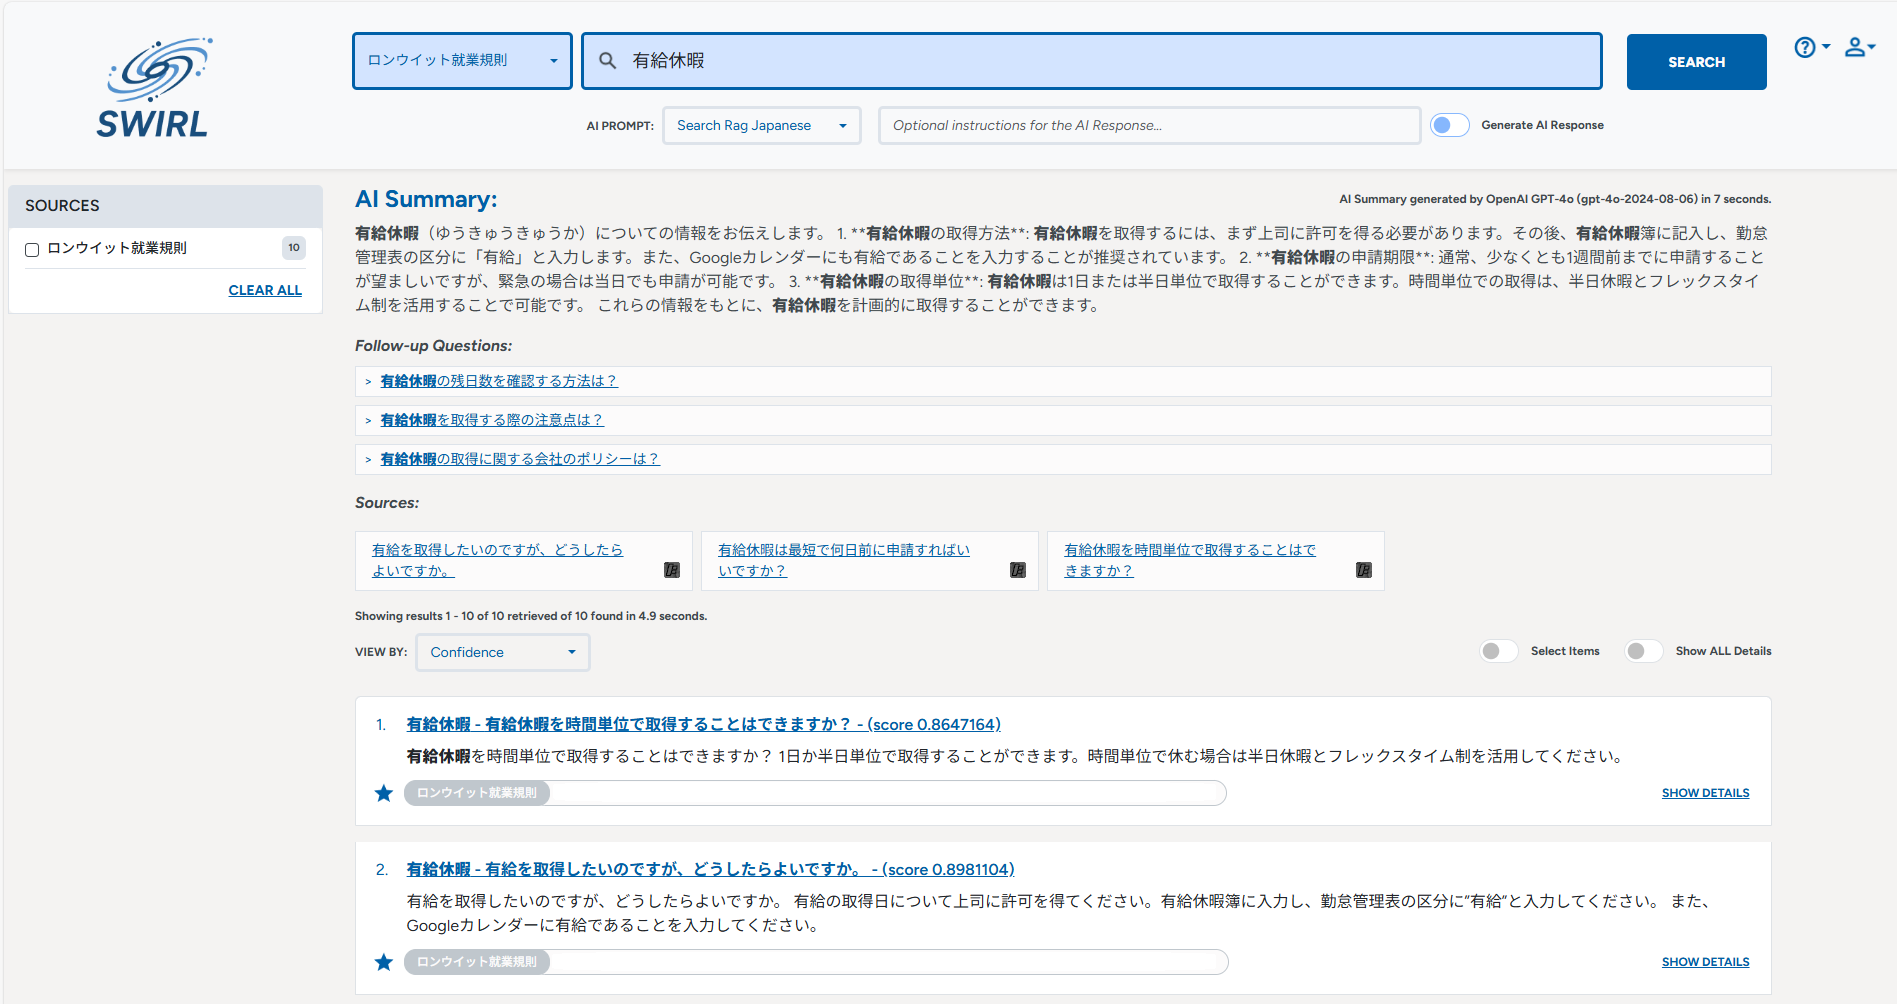 SWIRL
ロンウイット就業規則
有給休暇
SEARCH
AI PROMPT:
Search Rag Japanese
Optional instructions for the AI Response...
Generate AI Response
SOURCES
ロンウイット就業規則
10
CLEAR ALL
AI Summary:
AI Summary generated by OpenAI GPT-4o (gpt-4o-2024-08-06) in 7 seconds.
有給休暇（ゆうきゅうきゅうか）についての情報をお伝えします。 1. **有給休暇の取得方法**: 有給休暇を取得するには、まず上司に許可を得る必要があります。その後、有給休暇簿に記入し、勤怠
管理表の区分に「有給」と入力します。また、Googleカレンダーにも有給であることを入力することが推奨されています。 2. **有給休暇の申請期限**: 通常、少なくとも1週間前までに申請すること
が望ましいですが、緊急の場合は当日でも申請が可能です。 3. **有給休暇の取得単位**: 有給休暇は1日または半日単位で取得することができます。時間単位での取得は、半日休暇とフレックスタイ
ム制を活用することで可能です。 これらの情報をもとに、有給休暇を計画的に取得することができます。
Follow-up Questions:
> 有給休暇の残日数を確認する方法は？
> 有給休暇を取得する際の注意点は？
> 有給休暇の取得に関する会社のポリシーは？
Sources:
有給を取得したいのですが、どうしたら
よいですか。
有給休暇は最短で何日前に申請すればい
いですか？
有給休暇を時間単位で取得することはで
きますか？
Showing results 1 - 10 of 10 retrieved of 10 found in 4.9 seconds.
VIEW BY:
Confidence
Select Items
Show ALL Details
1. 有給休暇 - 有給休暇を時間単位で取得することはできますか？ - (score 0.8647164)
有給休暇を時間単位で取得することはできますか？ 1日か半日単位で取得することができます。時間単位で休む場合は半日休暇とフレックスタイム制を活用してください。
ロンウイット就業規則
SHOW DETAILS
2. 有給休暇 - 有給を取得したいのですが、どうしたらよいですか。 - (score 0.8981104)
有給を取得したいのですが、どうしたらよいですか。 有給の取得日について上司に許可を得てください。有給休暇簿に入力し、勤怠管理表の区分に"有給"と入力してください。 また、
Googleカレンダーに有給であることを入力してください。
ロンウイット就業規則
SHOW DETAILS